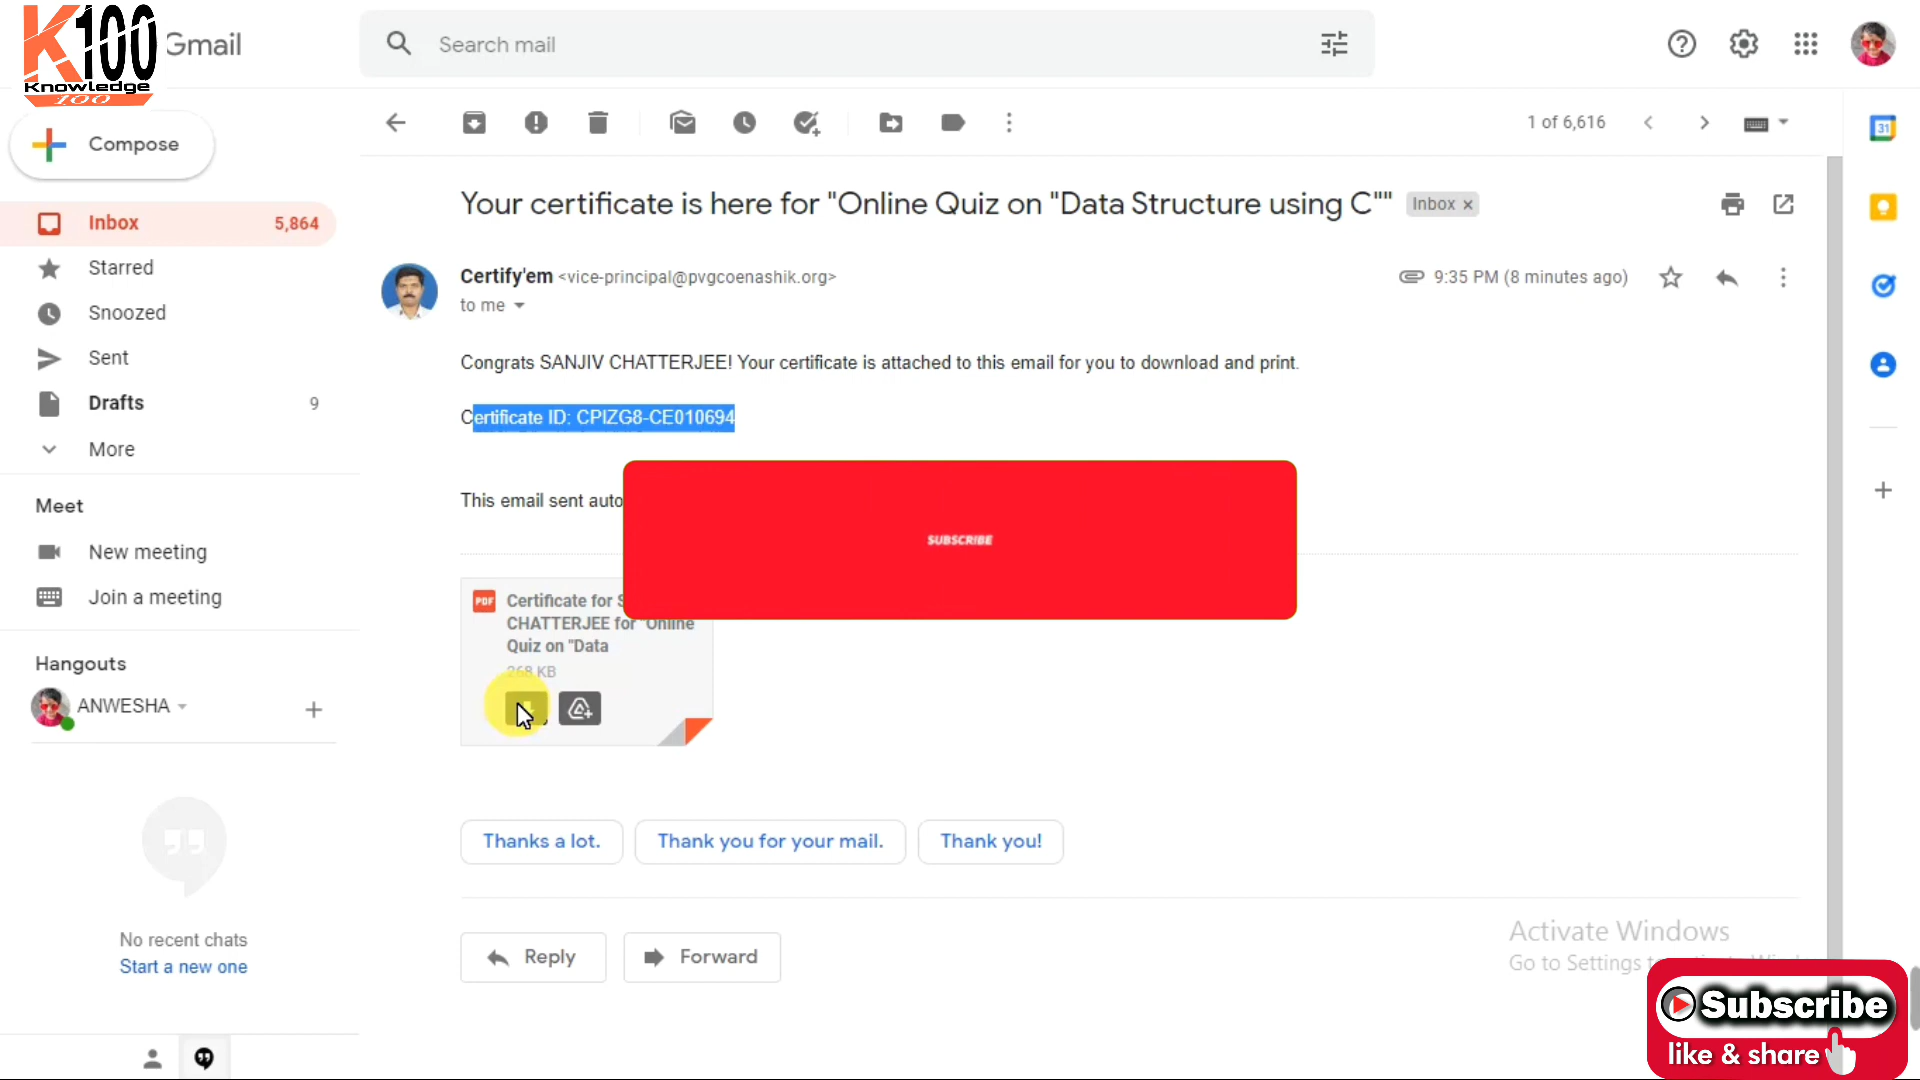 K100
Knowledge
100
Gmail
Search mail
Compose
1 of 6,616
Inbox 5,864
Starred
Snoozed
Sent
Drafts 9
More
Meet
New meeting
Join a meeting
Hangouts
ANWESHA
No recent chats
Start a new one
Your certificate is here for "Online Quiz on "Data Structure using C"" Inbox
Certify'em <vice-principal@pvgcoenashik.org> 9:35 PM (8 minutes ago)
to me
Congrats SANJIV CHATTERJEE! Your certificate is attached to this email for you to download and print.
Certificate ID: CPIZG8-CE010694
This email sent auto
SUBSCRIBE
PDF Certificate for S
CHATTERJEE for "Online
Quiz on "Data
268 KB
Thanks a lot. Thank you for your mail. Thank you!
Reply Forward
31
Activate Windows
Go to Settings
Subscribe
like & share